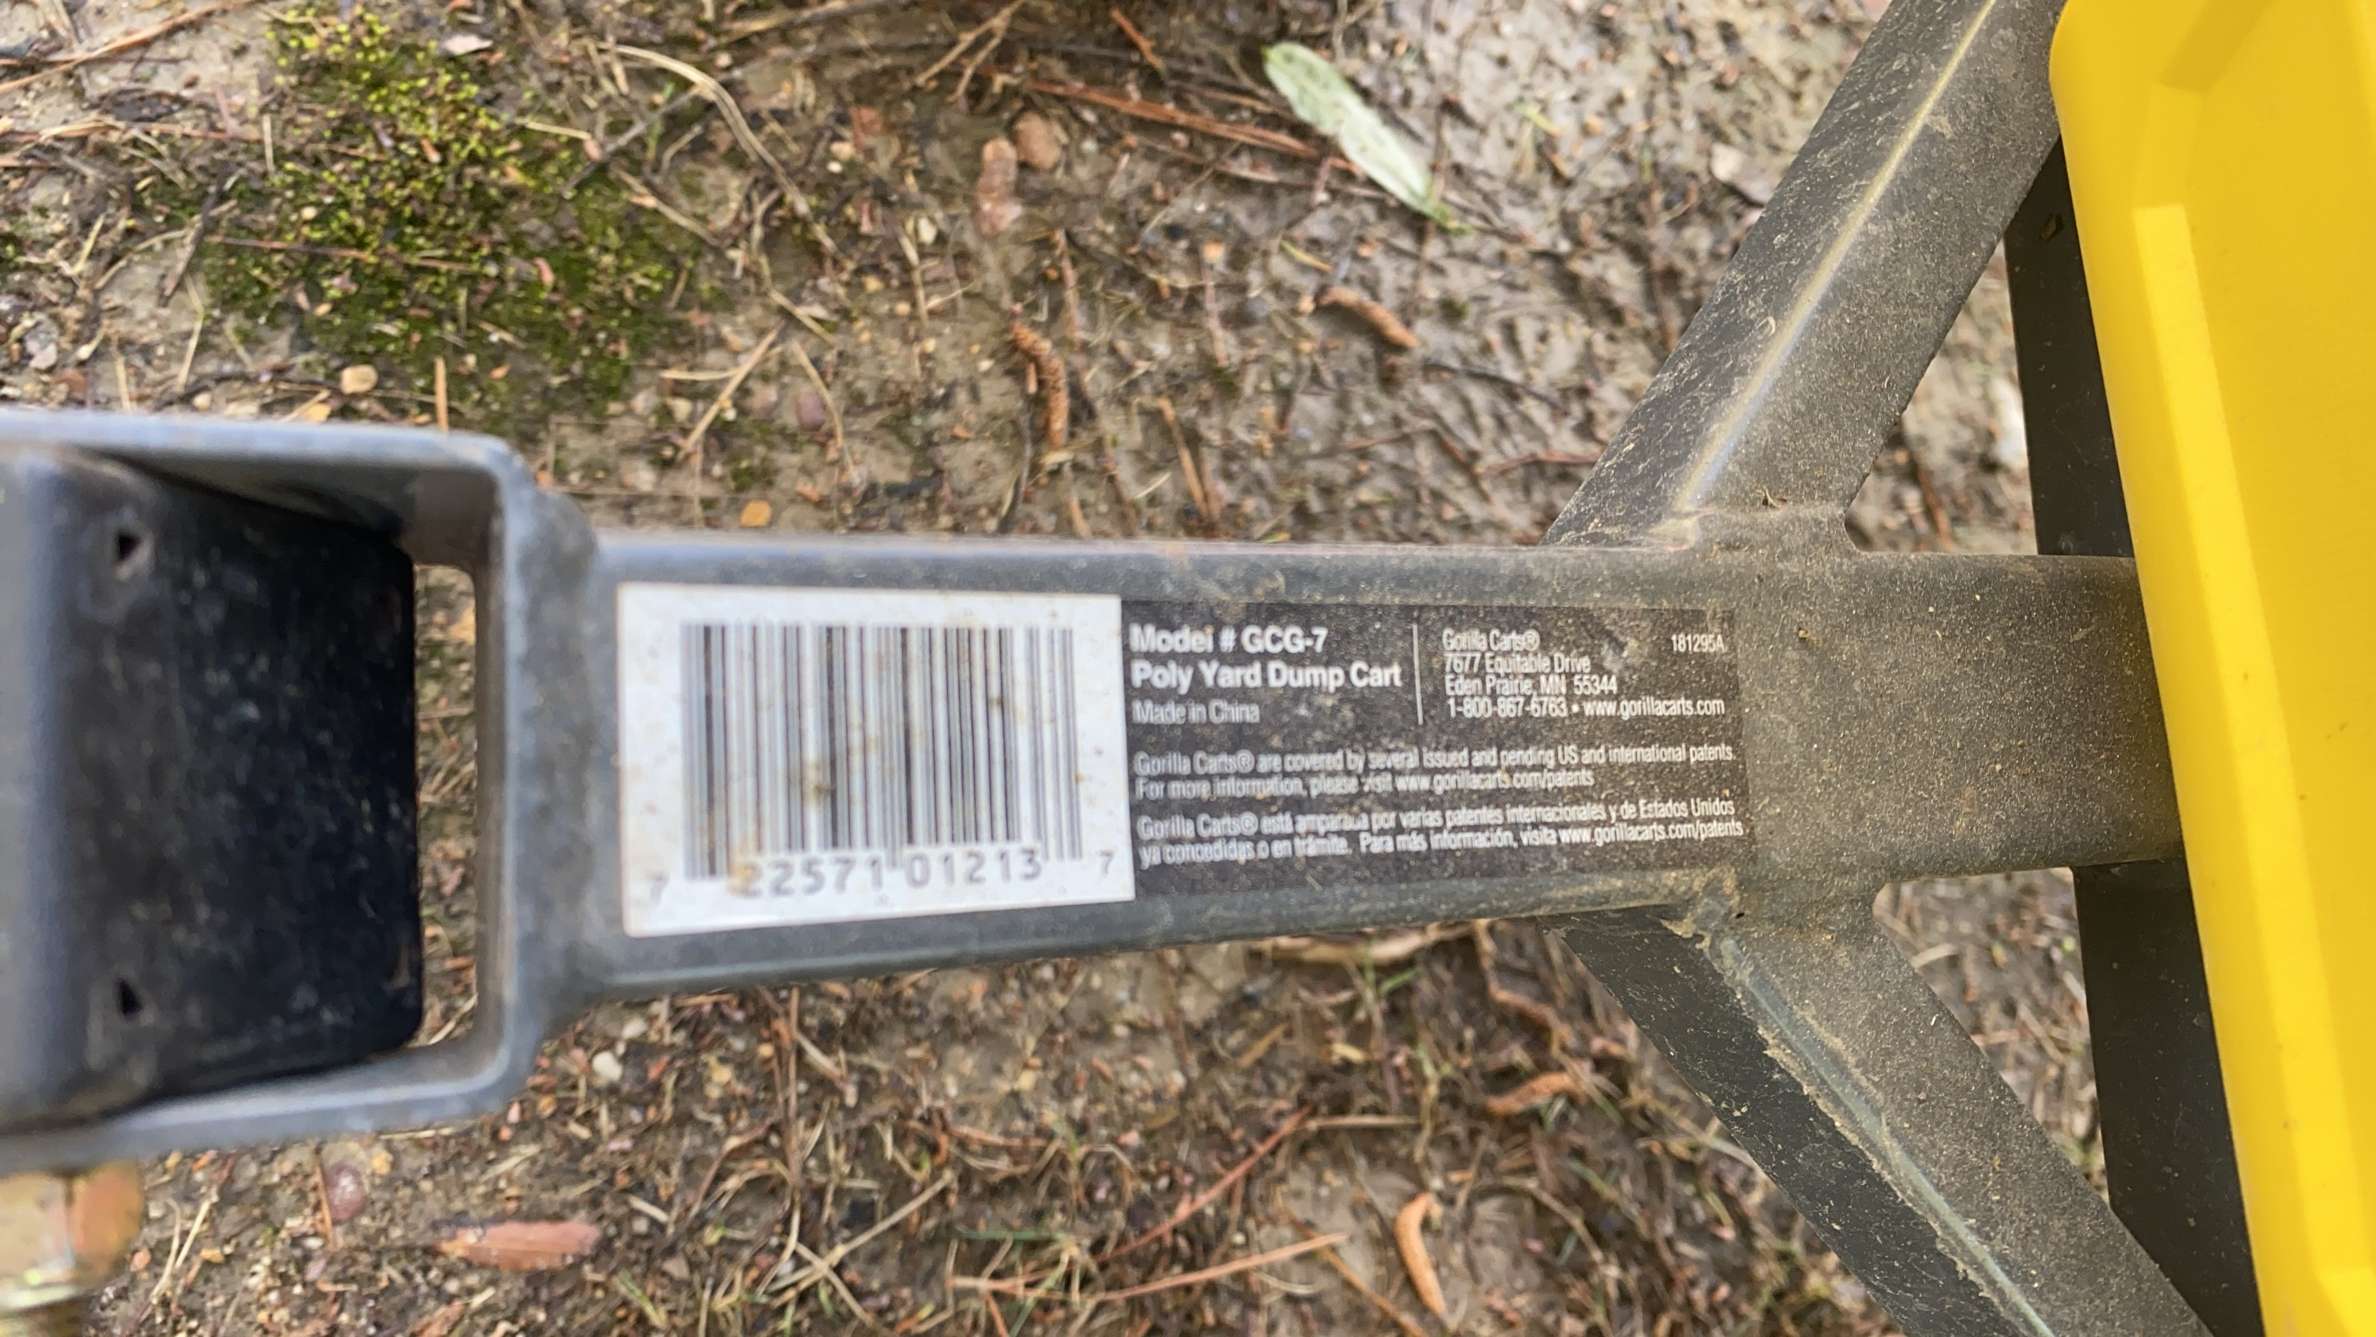 7 22571 01213 7
Model # GCG-7
Poly Yard Dump Cart
Made in China
Gorilla Carts® 181295A
7677 Equitable Drive
Eden Prairie, MN 55344
1-800-867-6763 • www.gorillacarts.com
Gorilla Carts® are covered by several issued and pending US and international patents.
For more information, please visit www.gorillacarts.com/patents
Gorilla Carts® está amparada por varias patentes internacionales y de Estados Unidos
ya concedidas o en trámite. Para más información, visita www.gorillacarts.com/patents